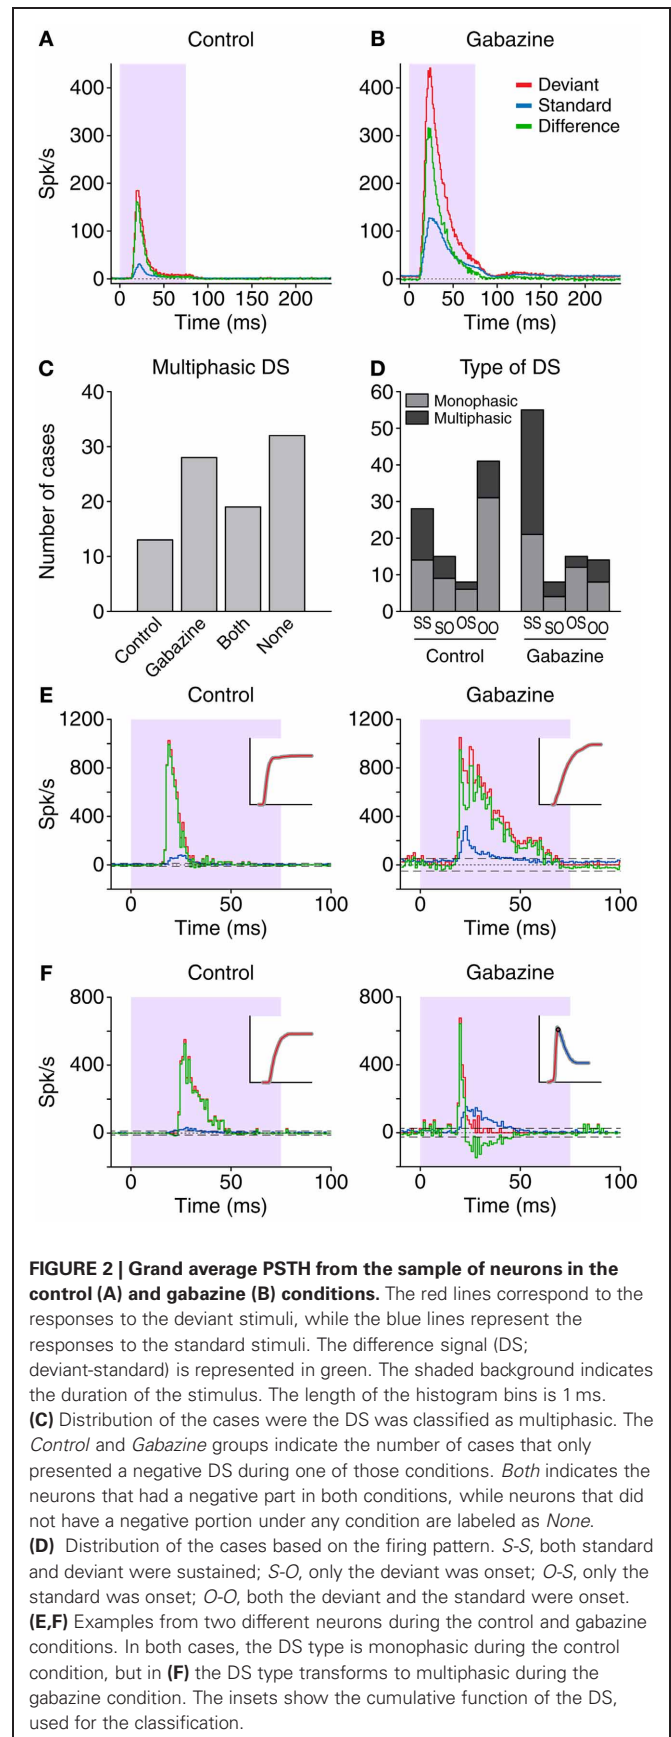 A Control
B Gabazine
400
300
200
100
0
Spk/s
0 50 100 150 200
Time (ms)
400
300
200
100
0
Deviant
Standard
Difference
0 50 100 150 200
Time (ms)
C Multiphasic DS
D Type of DS
40
30
20
10
0
Number of cases
Control
Gabazine
Both
None
60
50
40
30
20
10
0
Monophasic
Multiphasic
SS SO OS OO
SS SO OS OO
Control Gabazine
E Control
Gabazine
1200
800
400
0
Spk/s
0 50 100
Time (ms)
1200
800
400
0
0 50 100
Time (ms)
F Control
Gabazine
800
400
0
Spk/s
0 50 100
Time (ms)
800
400
0
0 50 100
Time (ms)
FIGURE 2 | Grand average PSTH from the sample of neurons in the
control (A) and gabazine (B) conditions. The red lines correspond to the
responses to the deviant stimuli, while the blue lines represent the
responses to the standard stimuli. The difference signal (DS;
deviant-standard) is represented in green. The shaded background indicates
the duration of the stimulus. The length of the histogram bins is 1 ms.
(C) Distribution of the cases were the DS was classified as multiphasic. The
Control and Gabazine groups indicate the number of cases that only
presented a negative DS during one of those conditions. Both indicates the
neurons that had a negative part in both conditions, while neurons that did
not have a negative portion under any condition are labeled as None.
(D) Distribution of the cases based on the firing pattern. S-S, both standard
and deviant were sustained; S-O, only the deviant was onset; O-S, only the
standard was onset; O-O, both the deviant and the standard were onset.
(E,F) Examples from two different neurons during the control and gabazine
conditions. In both cases, the DS type is monophasic during the control
condition, but in (F) the DS type transforms to multiphasic during the
gabazine condition. The insets show the cumulative function of the DS,
used for the classification.